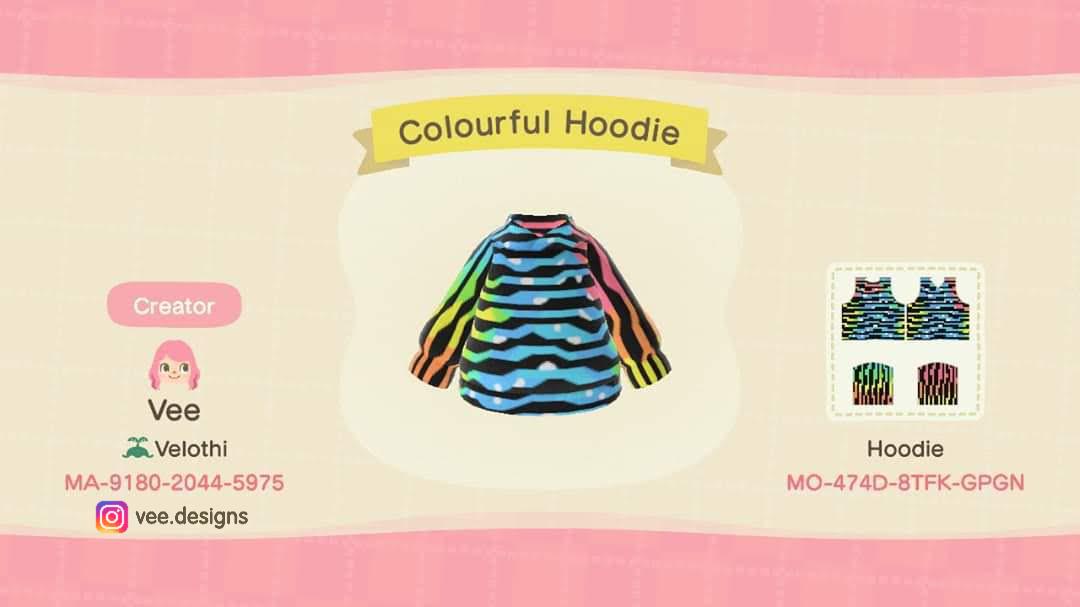 Colourful Hoodie
Creator
Vee
Velothi
MA-9180-2044-5975
vee.designs
Hoodie
MO-474D-8TFK-GPGN